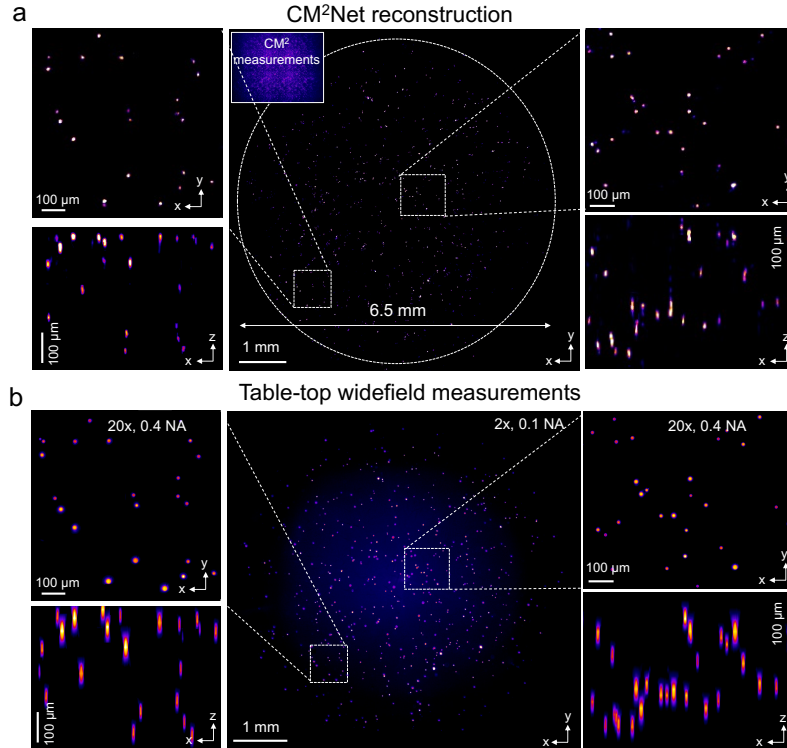 a
CM²Net reconstruction
CM²
measurements
100 μm
y
x
100 μm
z
x
6.5 mm
1 mm
y
x
100 μm
y
x
100 μm
z
x
b
Table-top widefield measurements
20x, 0.4 NA
100 μm
y
x
100 μm
z
x
2x, 0.1 NA
1 mm
y
x
20x, 0.4 NA
100 μm
y
x
100 μm
z
x